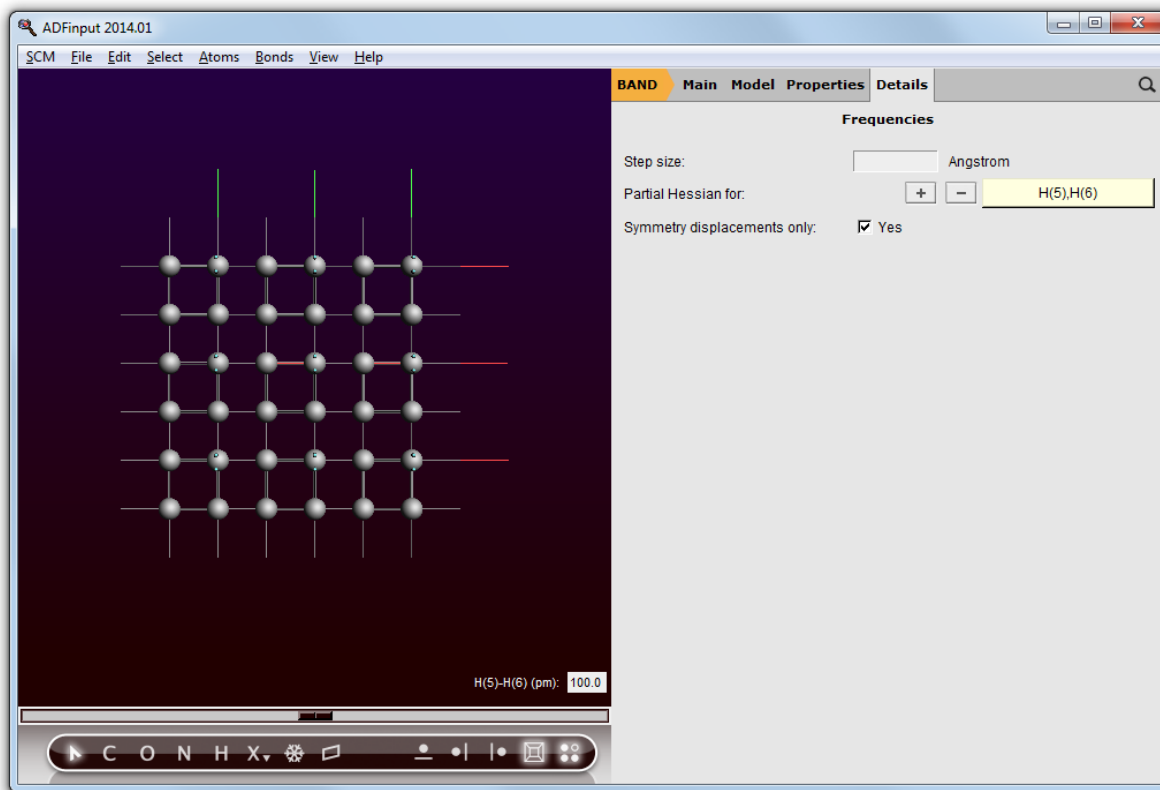 ADFinput 2014.01
SCM File Edit Select Atoms Bonds View Help
BAND Main Model Properties Details
Frequencies
Step size: Angstrom
Partial Hessian for: + − H(5),H(6)
Symmetry displacements only: Yes
H(5)-H(6) (pm): 100.0
C O N H X